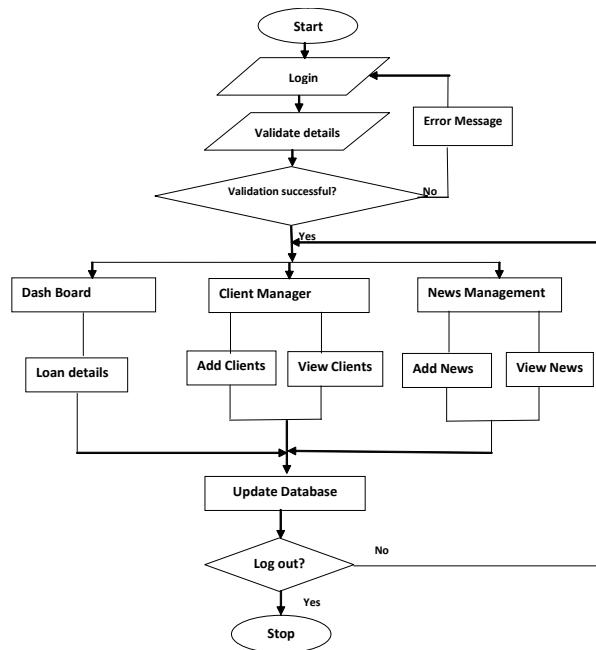 Start
Login
Validate details
Error Message
Validation successful?
No
Yes
Dash Board
Client Manager
News Management
Loan details
Add Clients
View Clients
Add News
View News
Update Database
Log out?
No
Yes
Stop